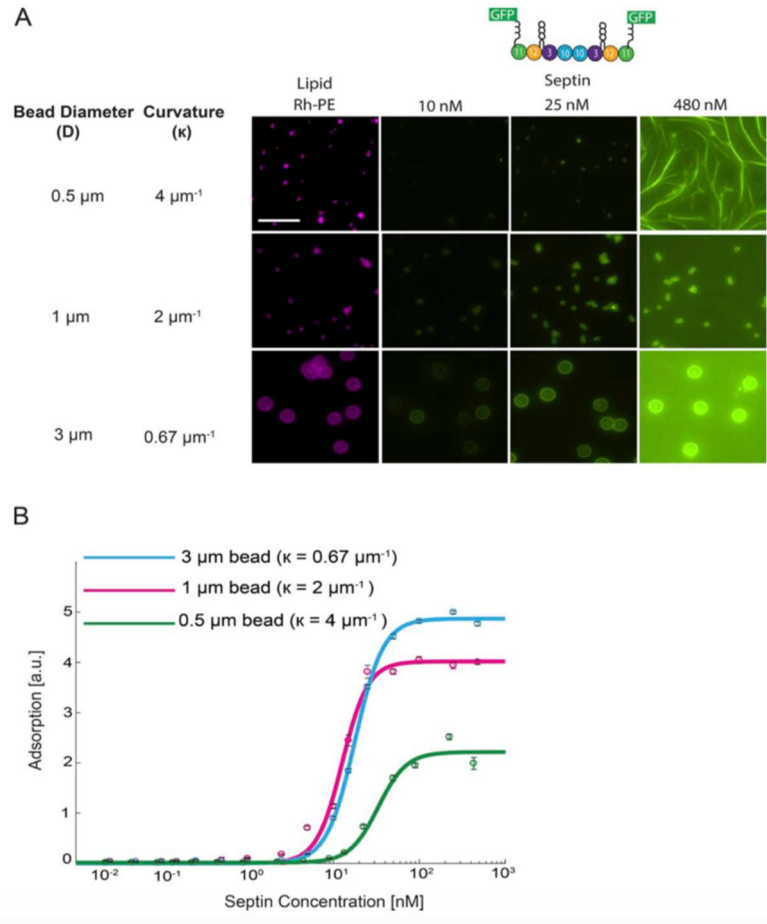 A
GFP GFP
11 12 3 10 10 3 12 11
Lipid
Rh-PE
Septin
10 nM 25 nM 480 nM
Bead Diameter
(D)
Curvature
(κ)
0.5 µm 4 µm⁻¹
1 µm 2 µm⁻¹
3 µm 0.67 µm⁻¹
B
3 µm bead (κ = 0.67 µm⁻¹)
1 µm bead (κ = 2 µm⁻¹ )
0.5 µm bead (κ = 4 µm⁻¹ )
Adsorption [a.u.]
5
4
3
2
1
0
10⁻² 10⁻¹ 10⁰ 10¹ 10² 10³
Septin Concentration [nM]